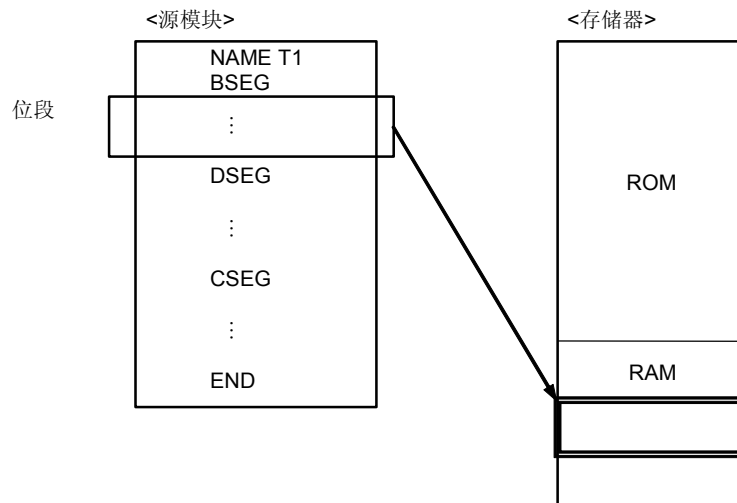 <源模块>
<存储器>
NAME T1
BSEG
位段
⋮
DSEG
⋮
CSEG
⋮
END
ROM
RAM